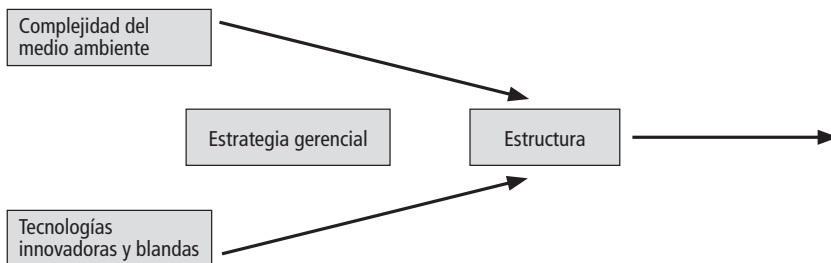 Complejidad del
medio ambiente
Estrategia gerencial
Estructura
Tecnologías
innovadoras y blandas